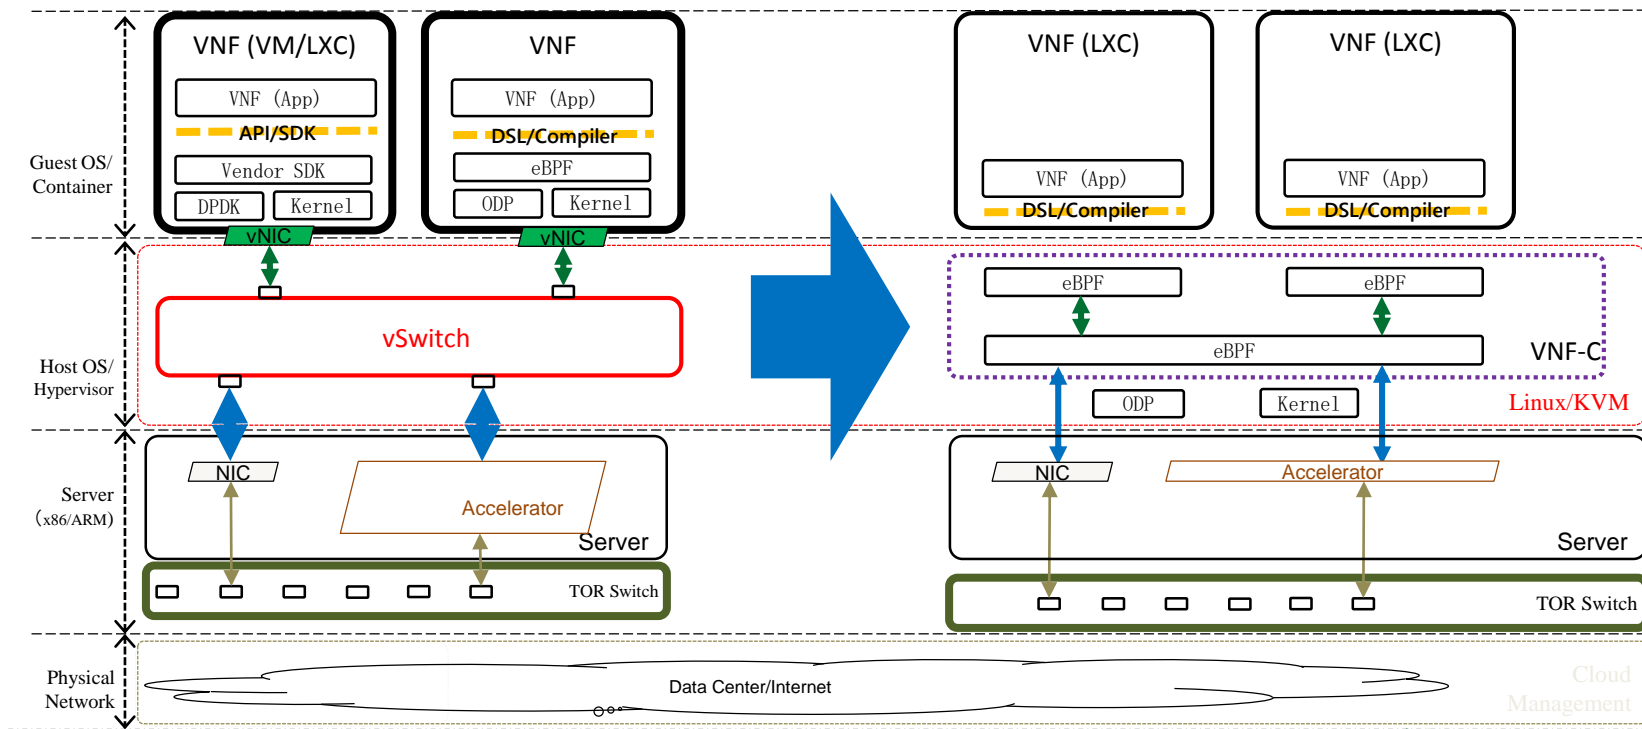 VNF (VM/LXC)
VNF (App)
API/SDK
Vendor SDK
DPDK
Kernel
vNIC
VNF
VNF (App)
DSL/Compiler
eBPF
ODP
Kernel
vNIC
VNF (LXC)
VNF (App)
DSL/Compiler
VNF (LXC)
VNF (App)
DSL/Compiler
Guest OS/
Container
vSwitch
eBPF
eBPF
eBPF
VNF-C
ODP
Kernel
Linux/KVM
Host OS/
Hypervisor
NIC
Accelerator
Server
NIC
Accelerator
Server
Server
(x86/ARM)
TOR Switch
TOR Switch
Physical
Network
Data Center/Internet
Cloud
Management